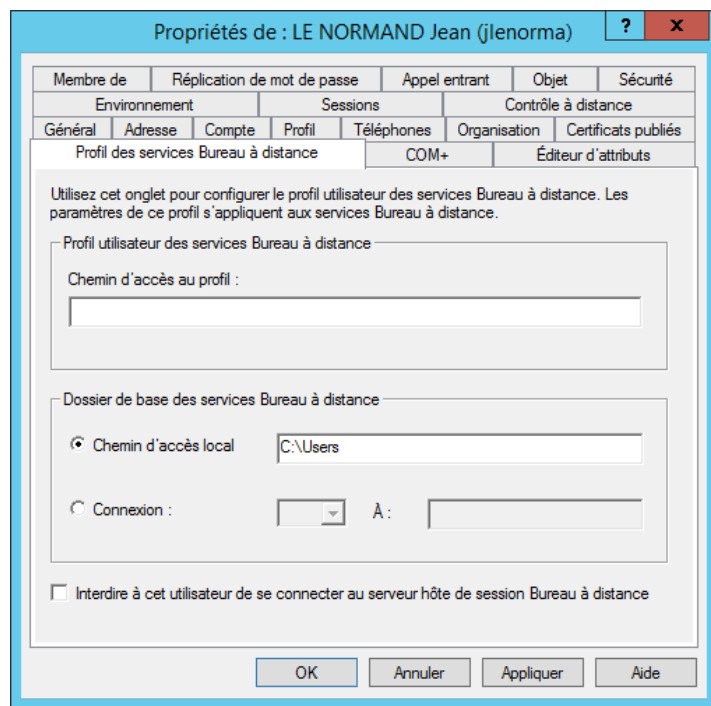 Propriétés de : LE NORMAND Jean (jlenorma)
? x
Membre de Réplication de mot de passe Appel entrant Objet Sécurité
Environnement Sessions Contrôle à distance
Général Adresse Compte Profil Téléphones Organisation Certificats publiés
Profil des services Bureau à distance COM+ Éditeur d'attributs
Utilisez cet onglet pour configurer le profil utilisateur des services Bureau à distance. Les
paramètres de ce profil s'appliquent aux services Bureau à distance.
Profil utilisateur des services Bureau à distance
Chemin d'accès au profil :
Dossier de base des services Bureau à distance
Chemin d'accès local C:\Users
Connexion : À :
Interdire à cet utilisateur de se connecter au serveur hôte de session Bureau à distance
OK Annuler Appliquer Aide